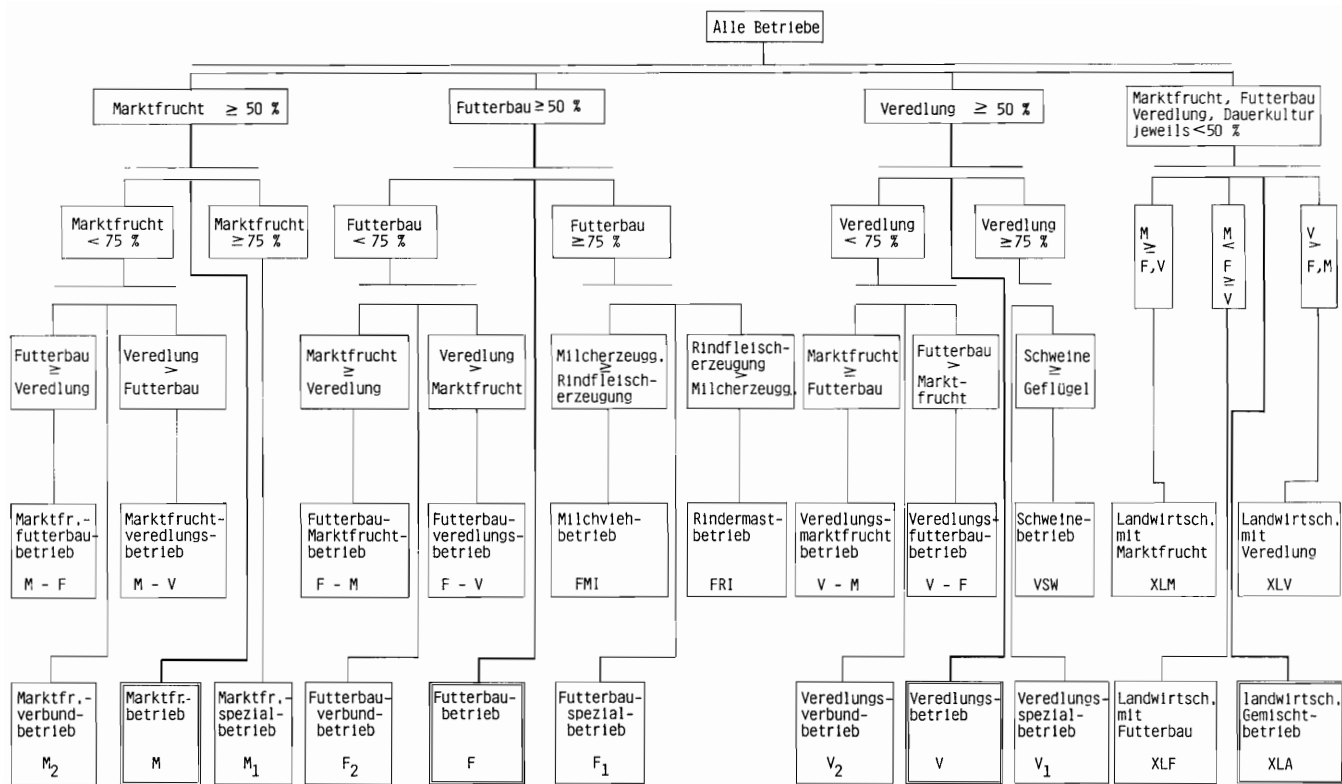 Alle Betriebe
Marktfrucht ≥ 50 %
Futterbau ≥ 50 %
Veredlung ≥ 50 %
Marktfrucht, Futterbau
Veredlung, Dauerkultur
jeweils < 50 %
Marktfrucht
< 75 %
Marktfrucht
≥ 75 %
Futterbau
< 75 %
Futterbau
≥ 75 %
Veredlung
< 75 %
Veredlung
≥ 75 %
M
≥
F,V
M
<
F
≥
V
V
>
F,M
Futterbau
≥
Veredlung
Veredlung
>
Futterbau
Marktfrucht
≥
Veredlung
Veredlung
>
Marktfrucht
Milcherzeugg.
≥
Rindfleisch-
erzeugung
Rindfleisch-
erzeugung
>
Milcherzeugg.
Marktfrucht
≥
Futterbau
Futterbau
>
Markt-
frucht
Schweine
≥
Geflügel
Marktfr.-
futterbau-
betrieb
M - F
Marktfrucht-
veredlungs-
betrieb
M - V
Futterbau-
Marktfrucht-
betrieb
F - M
Futterbau-
veredlungs-
betrieb
F - V
Milchvieh-
betrieb
FMI
Rindermast-
betrieb
FRI
Veredlungs-
marktfrucht
betrieb
V - M
Veredlungs-
futterbau-
betrieb
V - F
Schweine-
betrieb
VSW
Landwirtsch.
mit
Marktfrucht
XLM
Landwirtsch.
mit
Veredlung
XLV
Marktfr.-
verbund-
betrieb
M2
Marktfr.-
betrieb
M
Marktfr.-
spezial-
betrieb
M1
Futterbau-
verbund-
betrieb
F2
Futterbau-
betrieb
F
Futterbau-
spezial-
betrieb
F1
Veredlungs-
verbund-
betrieb
V2
Veredlungs-
betrieb
V
Veredlungs-
spezial-
betrieb
V1
Landwirtsch.
mit
Futterbau
XLF
landwirtsch.
Gemischt-
betrieb
XLA